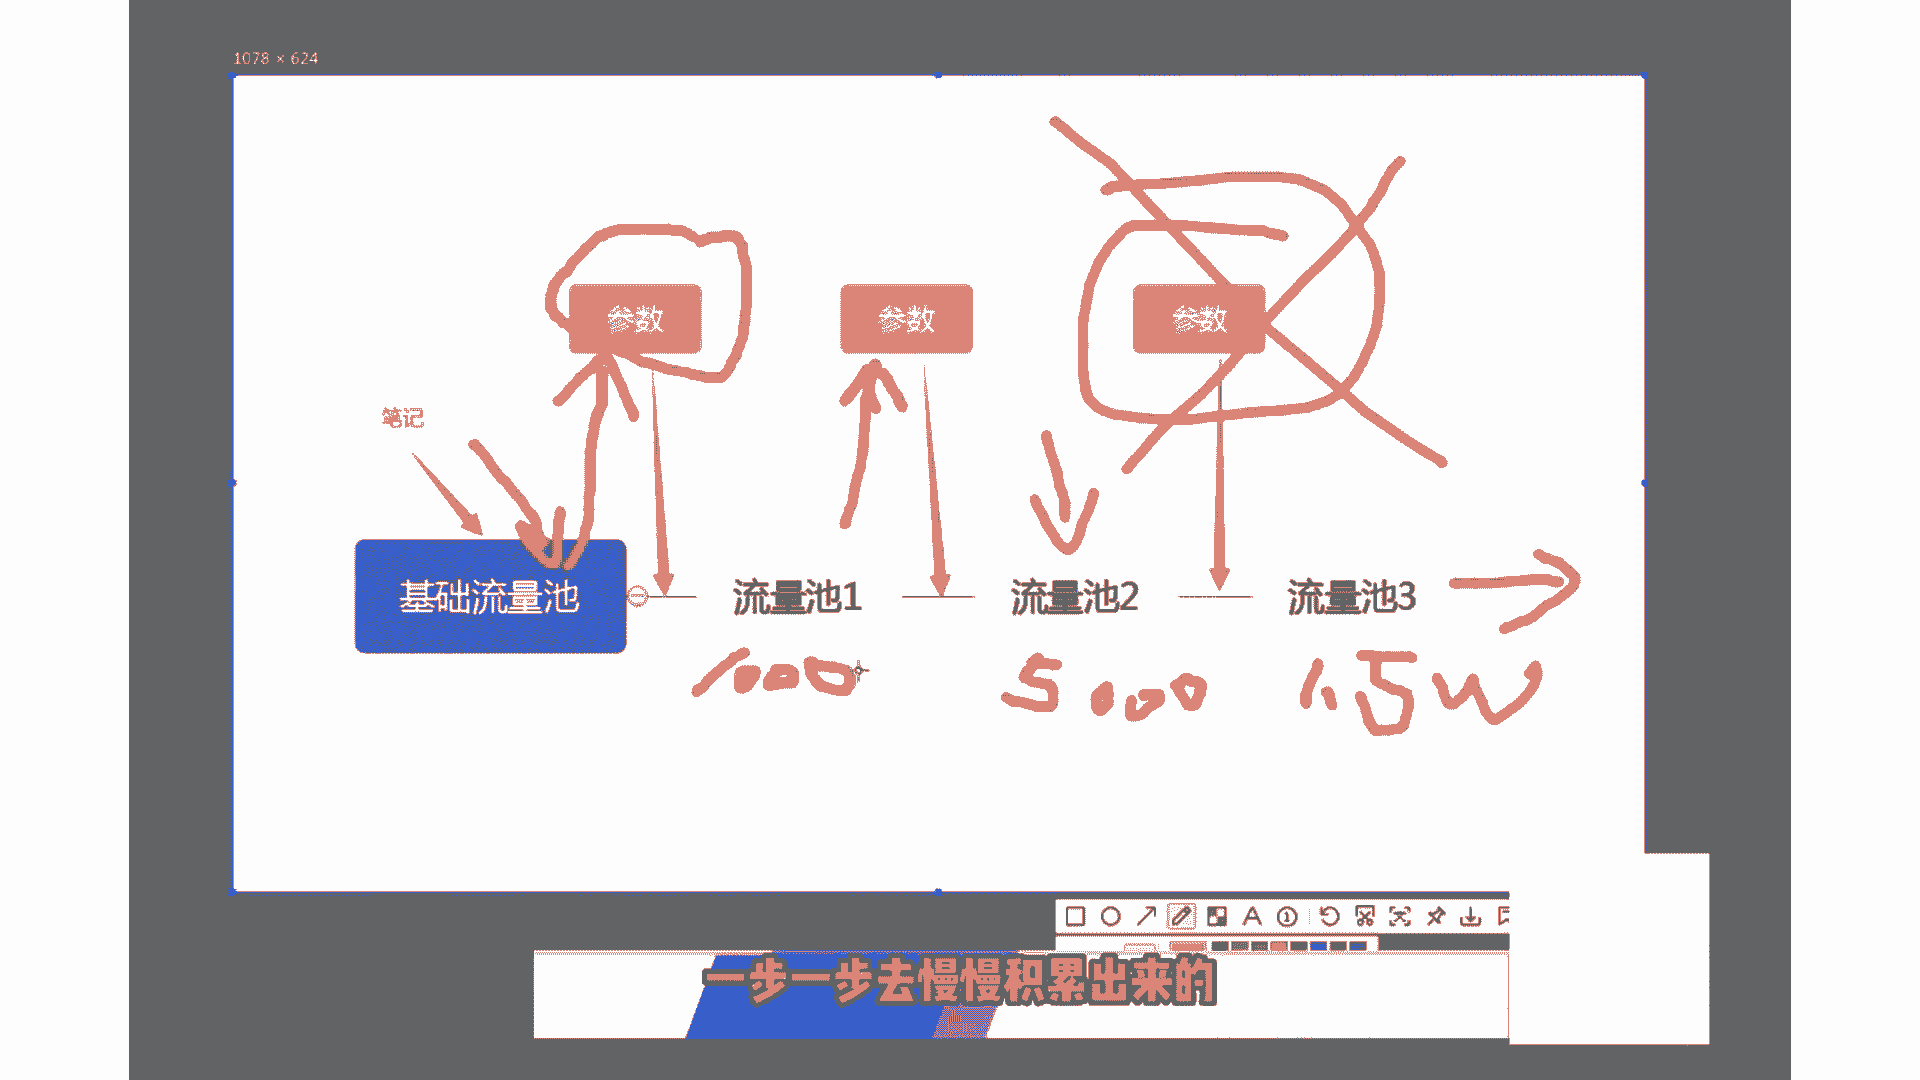 1078 × 624
参数
参数
参数
笔记
基础流量池
流量池1
流量池2
流量池3
1000
5000
1.5W
一步一步去慢慢积累出来的